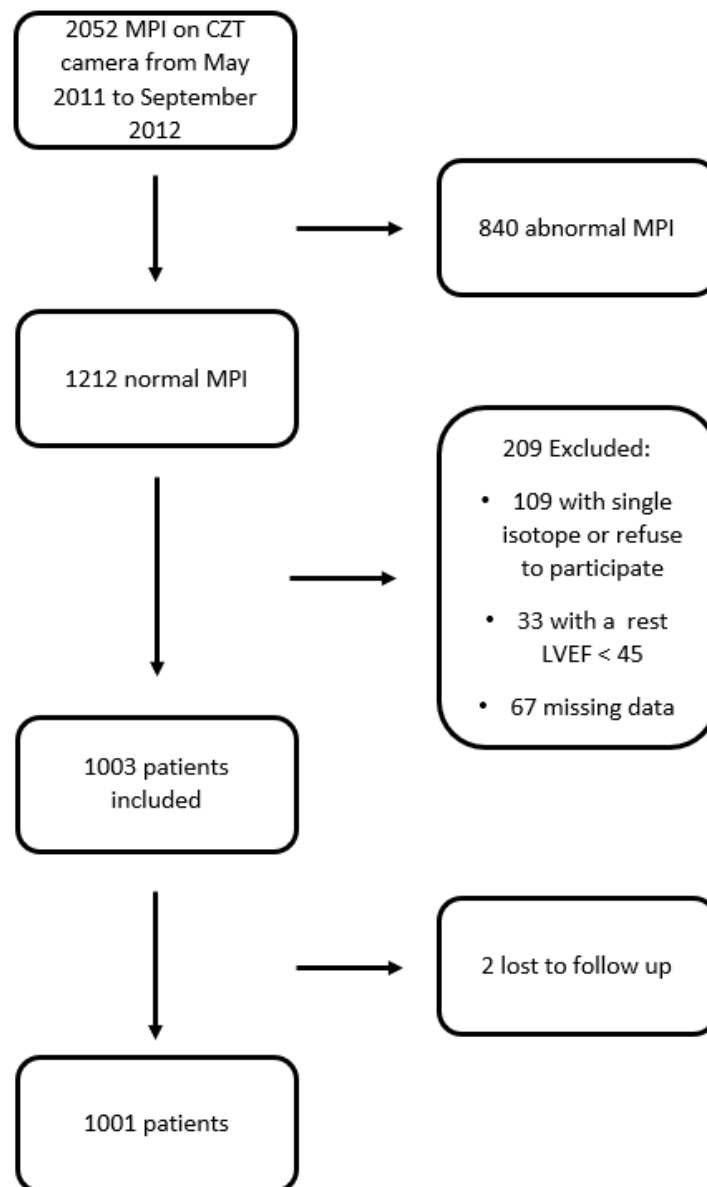 2052 MPI on CZT
camera from May
2011 to September
2012
840 abnormal MPI
1212 normal MPI
209 Excluded:
• 109 with single
isotope or refuse
to participate
• 33 with a rest
LVEF < 45
• 67 missing data
1003 patients
included
2 lost to follow up
1001 patients